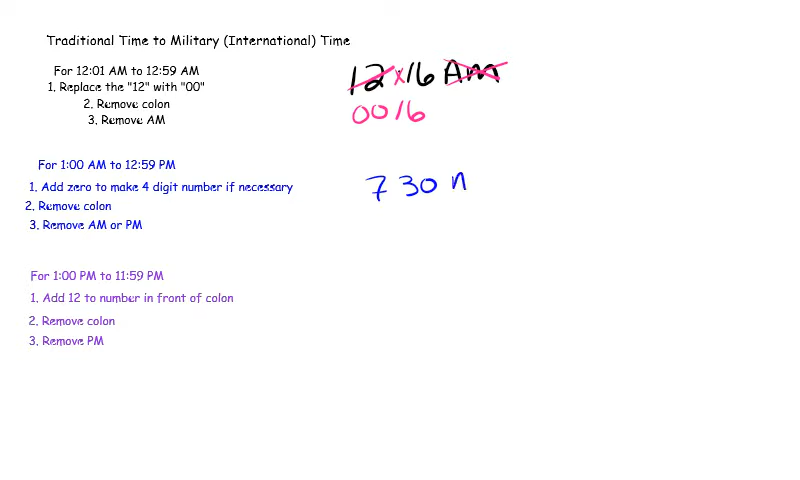 Traditional Time to Military (International) Time
For 12:01 AM to 12:59 AM
1. Replace the "12" with "00"
2. Remove colon
3. Remove AM
12 x 16 AM
0016
For 1:00 AM to 12:59 PM
1. Add zero to make 4 digit number if necessary
2. Remove colon
3. Remove AM or PM
7 30 n
For 1:00 PM to 11:59 PM
1. Add 12 to number in front of colon
2. Remove colon
3. Remove PM